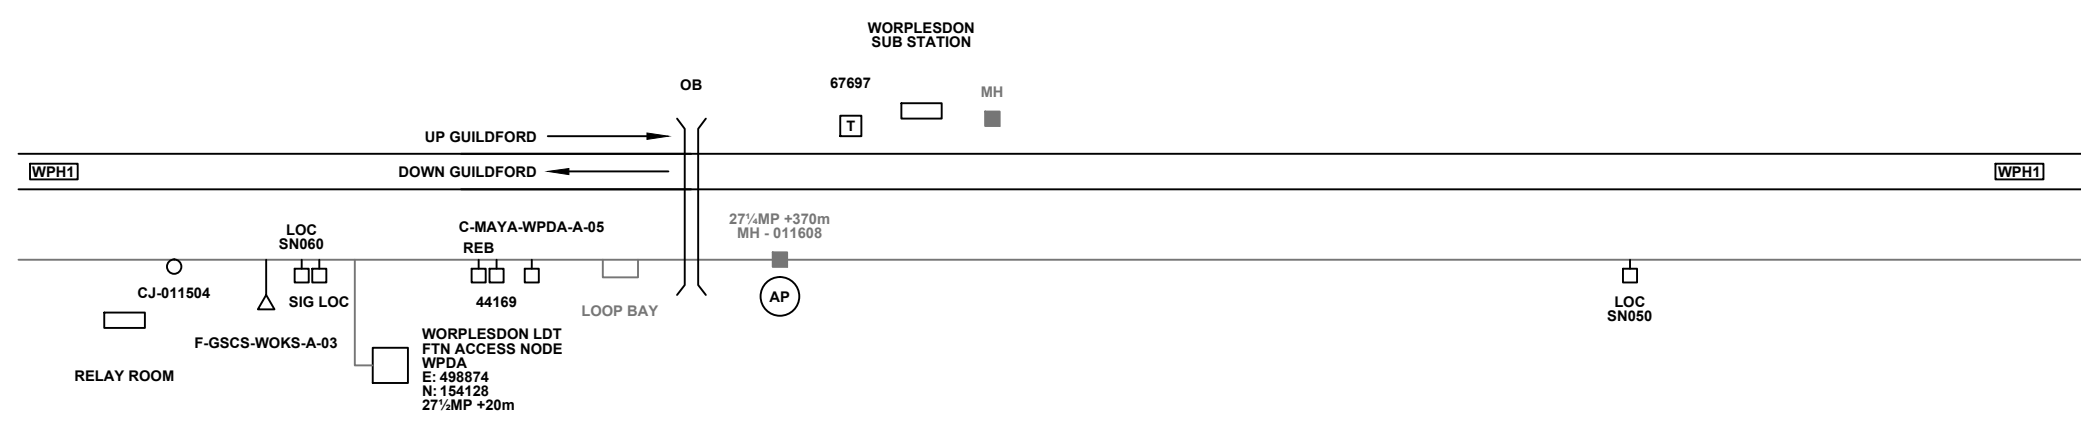 WORPLESDON
SUB STATION
OB
67697
MH
T
UP GUILDFORD
WPH1
DOWN GUILDFORD
WPH1
LOC
SN060
C-MAYA-WPDA-A-05
REB
27¼MP +370m
MH - 011608
CJ-011504
SIG LOC
44169
LOOP BAY
AP
LOC
SN050
F-GSCS-WOKS-A-03
RELAY ROOM
WORPLESDON LDT
FTN ACCESS NODE
WPDA
E: 498874
N: 154128
27½MP +20m